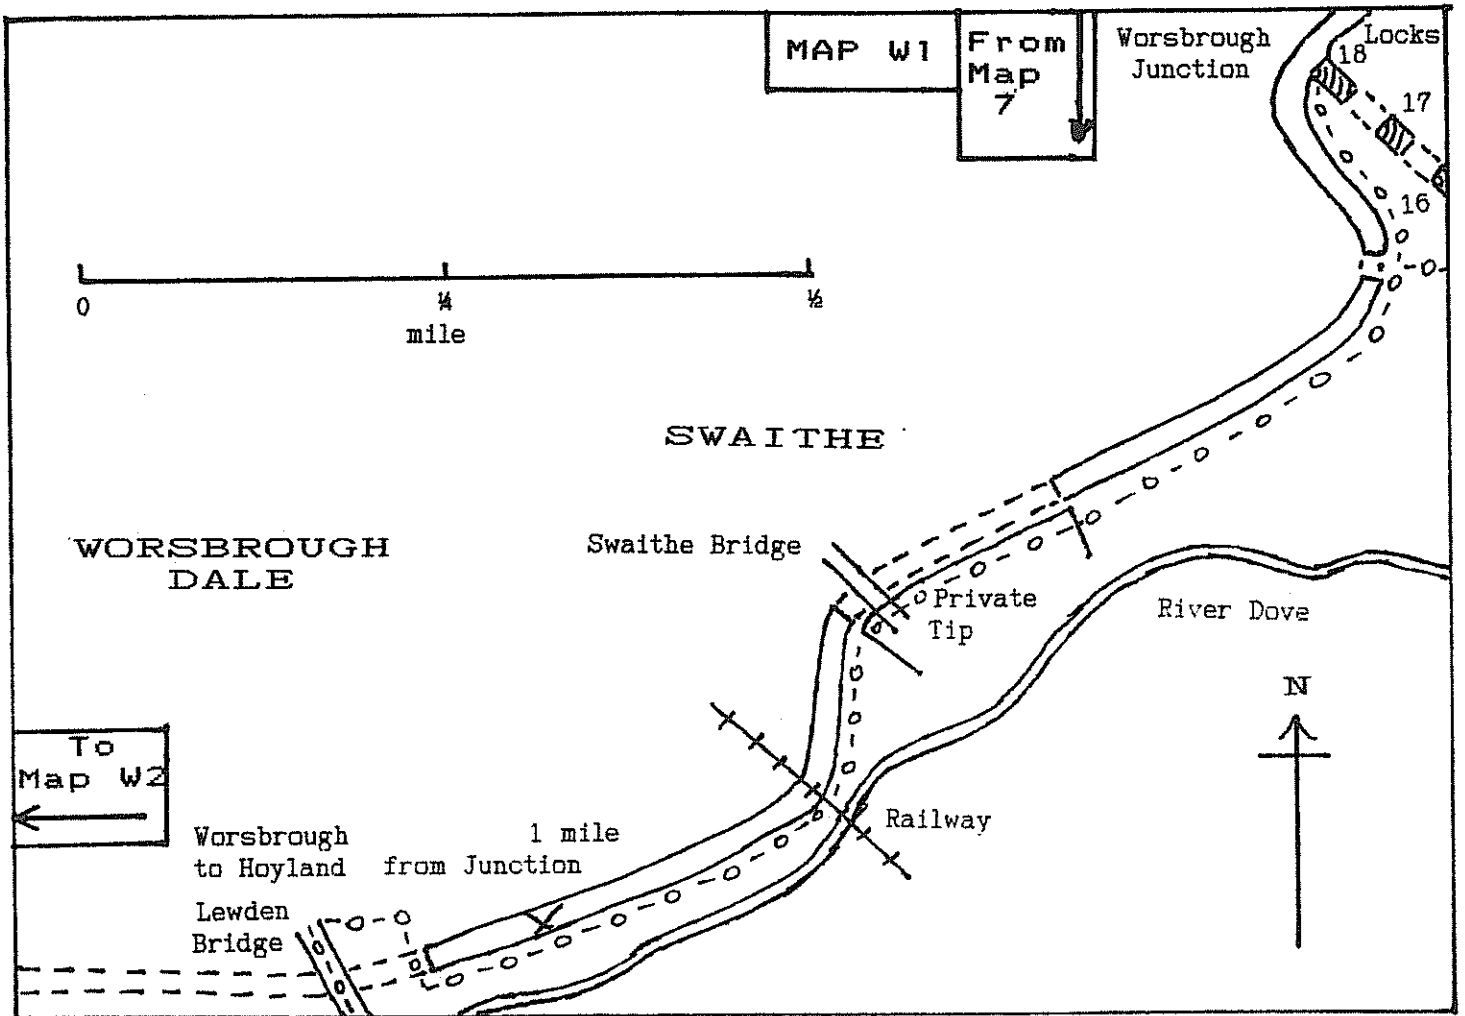 MAP W1
From
Map
7
Worsbrough
Junction
Locks
18
17
16
0
¼
½
mile
SWAITHE
WORSBROUGH
DALE
Swaithe Bridge
Private
Tip
River Dove
N
To
Map W2
Railway
Worsbrough
to Hoyland
1 mile
from Junction
Lewden
Bridge